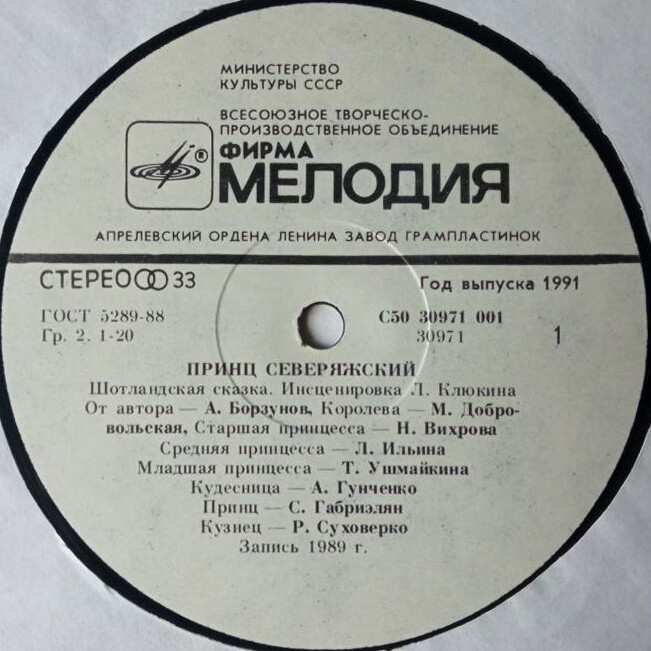 МИНИСТЕРСТВО
КУЛЬТУРЫ СССР
ВСЕСОЮЗНОЕ ТВОРЧЕСКО-
ПРОИЗВОДСТВЕННОЕ ОБЪЕДИНЕНИЕ
®
ФИРМА
МЕЛОДИЯ
АПРЕЛЕВСКИЙ ОРДЕНА ЛЕНИНА ЗАВОД ГРАМПЛАСТИНОК
СТЕРЕО 33 Год выпуска 1991
ГОСТ 5289-88 С50 30971 001
Гр. 2. 1-20 30971 1
ПРИНЦ СЕВЕРЯЖСКИЙ
Шотландская сказка. Инсценировка Л. Клюкина
От автора — А. Борзунов, Королева — М. Добро-
вольская, Старшая принцесса — Н. Вихрова
Средняя принцесса — Л. Ильина
Младшая принцесса — Т. Ушмайкина
Кудесница — А. Гунченко
Принц — С. Габриэлян
Кузнец — Р. Суховерко
Запись 1989 г.